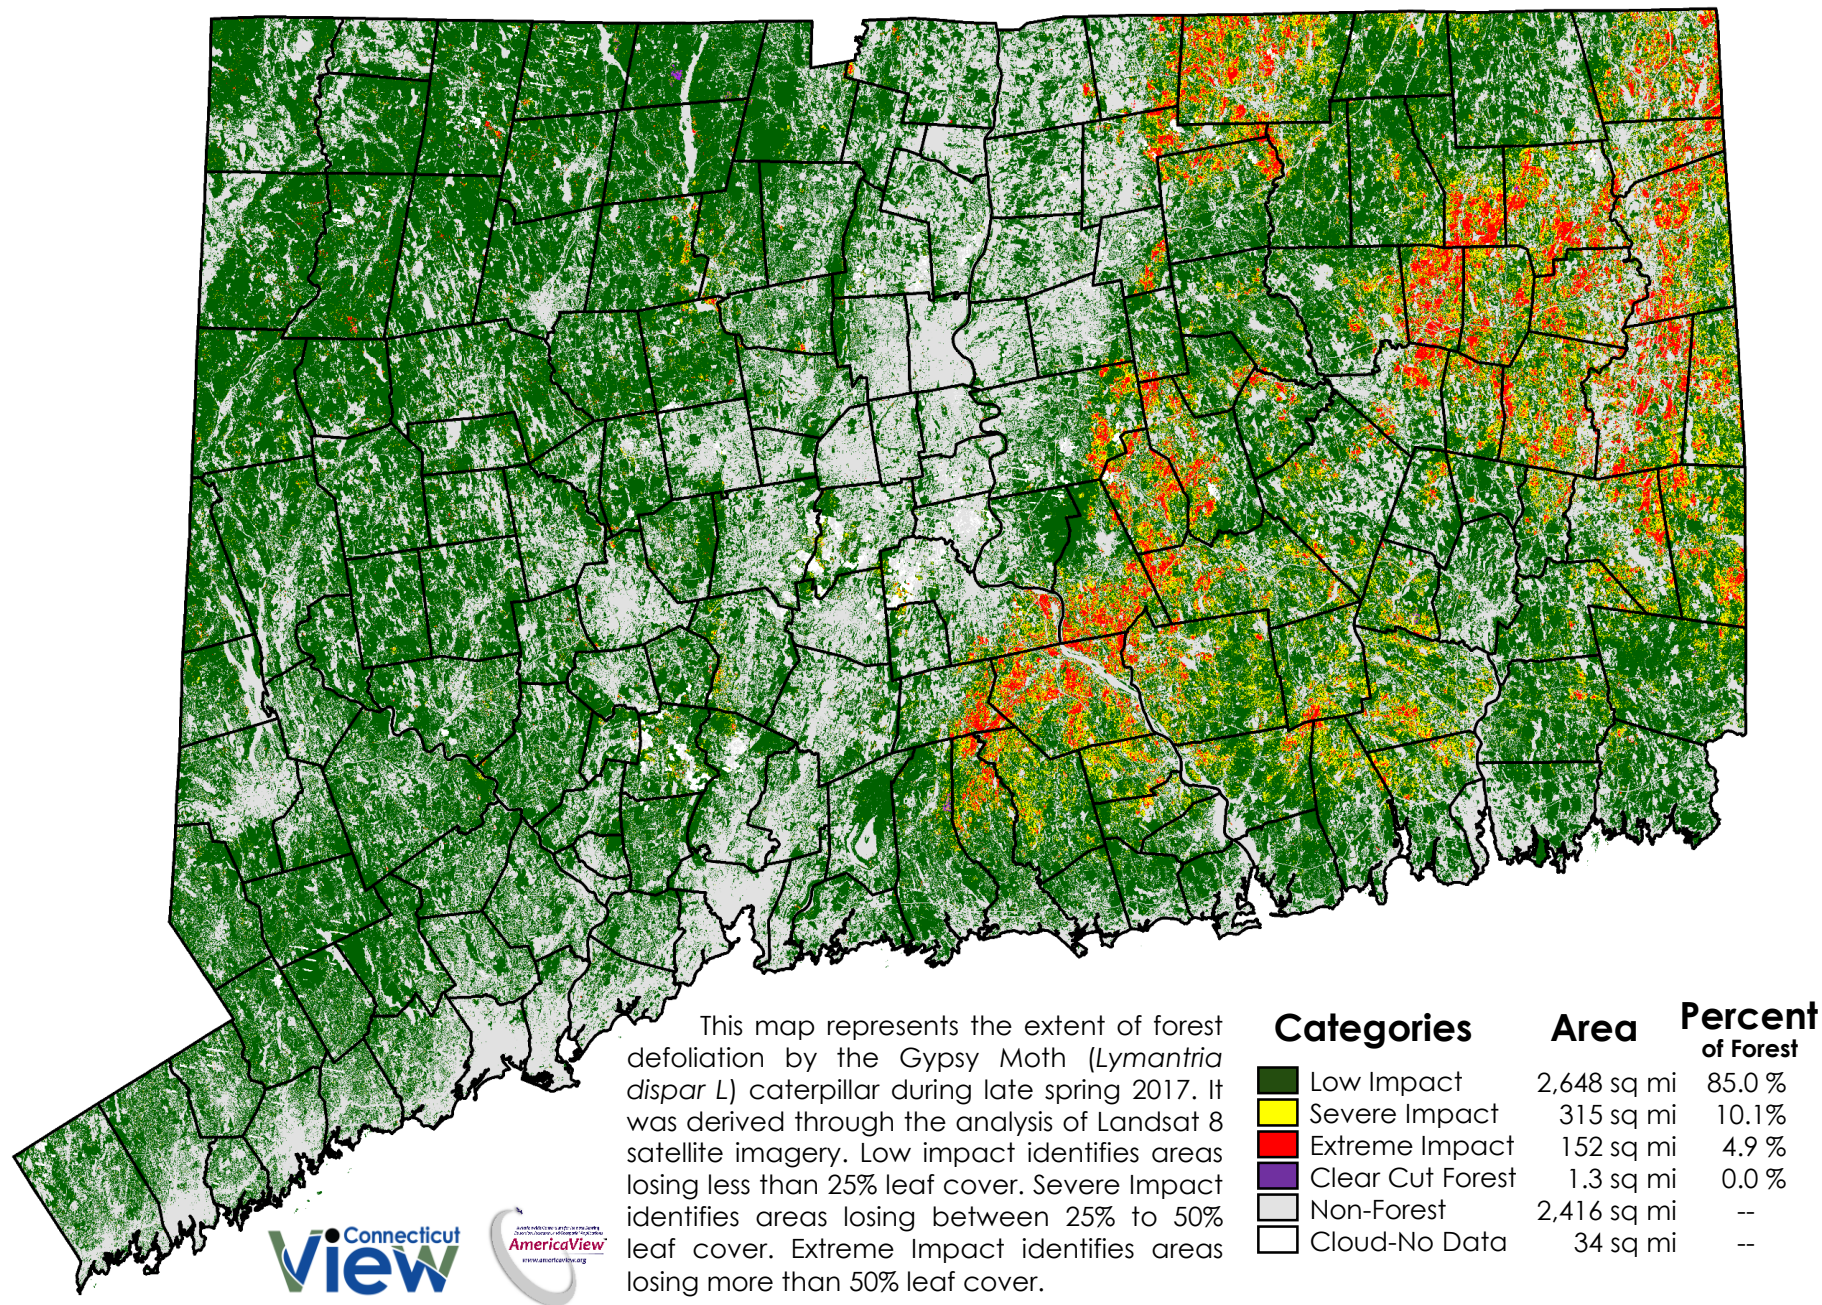 This map represents the extent of forest
defoliation by the Gypsy Moth (Lymantria
dispar L) caterpillar during late spring 2017. It
was derived through the analysis of Landsat 8
satellite imagery. Low impact identifies areas
losing less than 25% leaf cover. Severe Impact
identifies areas losing between 25% to 50%
leaf cover. Extreme Impact identifies areas
losing more than 50% leaf cover.
Categories Area Percent
of Forest
Low Impact 2,648 sq mi 85.0 %
Severe Impact 315 sq mi 10.1%
Extreme Impact 152 sq mi 4.9 %
Clear Cut Forest 1.3 sq mi 0.0 %
Non-Forest 2,416 sq mi --
Cloud-No Data 34 sq mi --
Connecticut
View
AmericaView
www.americaview.org